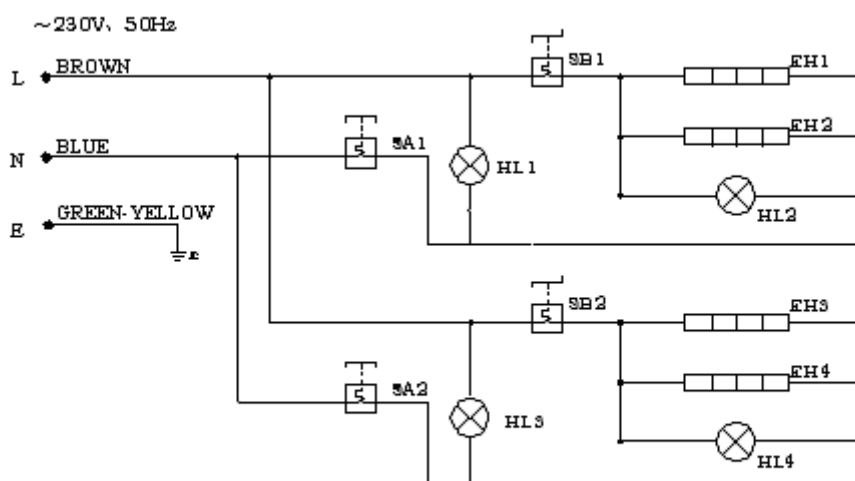 ~230V、50Hz
L BROWN
SB1
EH1
EH2
N BLUE
SA1
HL1
HL2
E GREEN-YELLOW
SB2
EH3
SA2
EH4
HL3
HL4